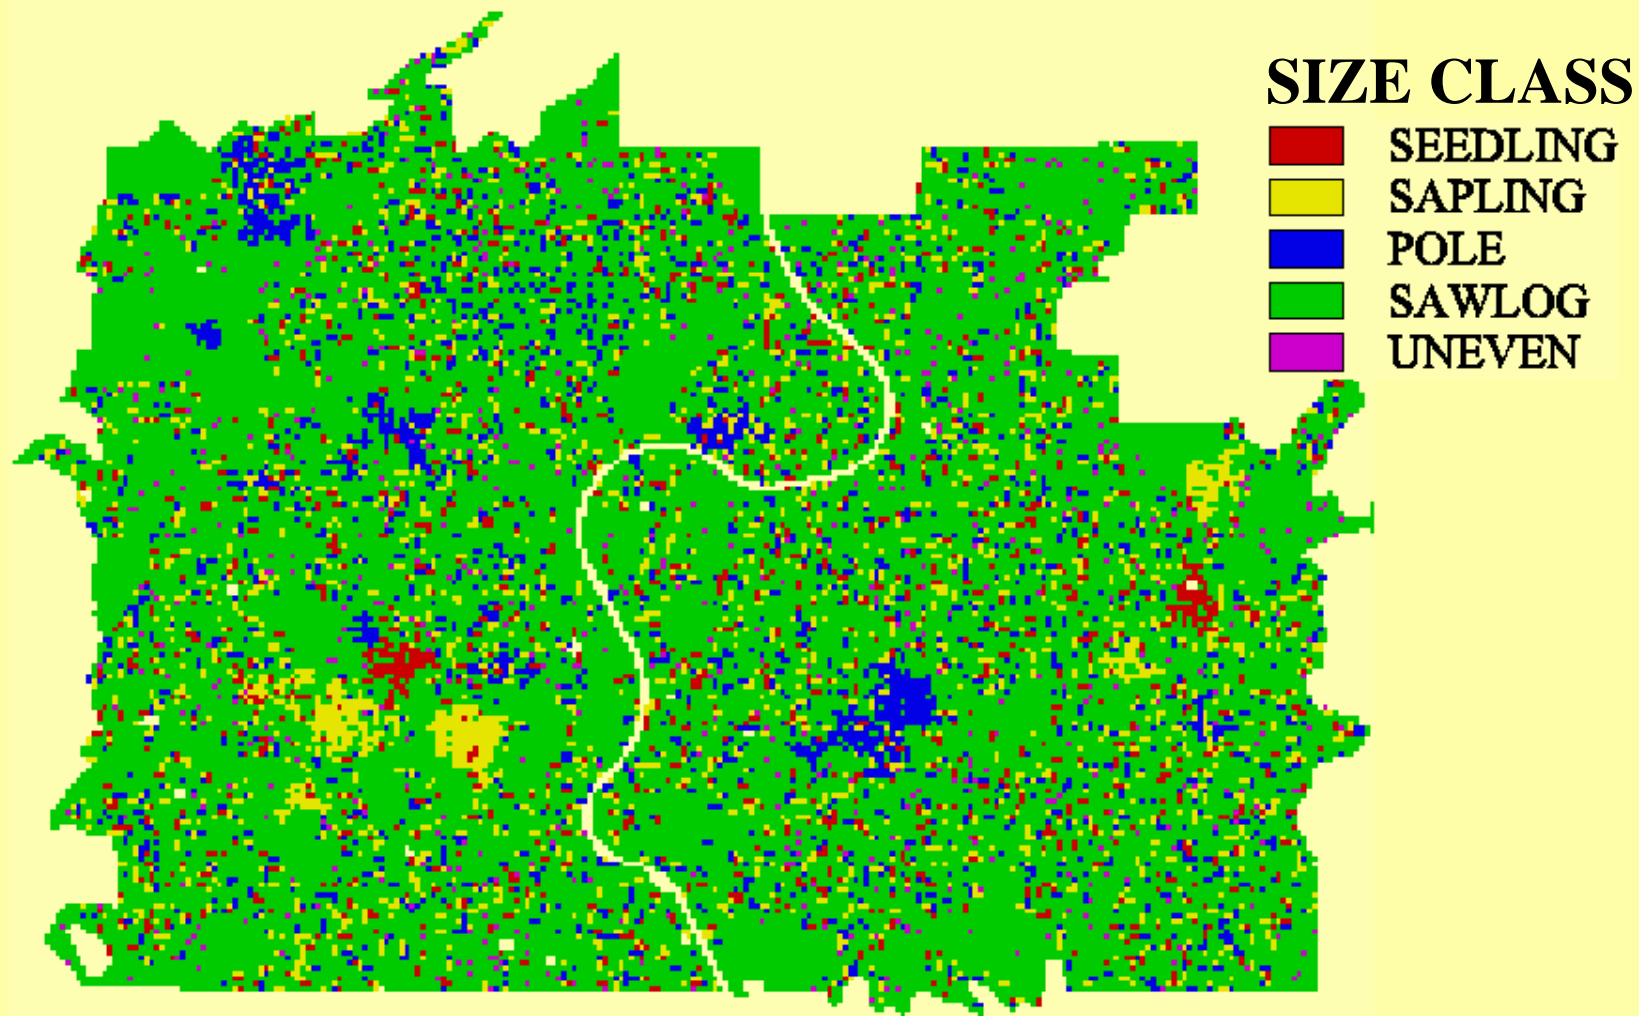 SIZE CLASS
SEEDLING
SAPLING
POLE
SAWLOG
UNEVEN